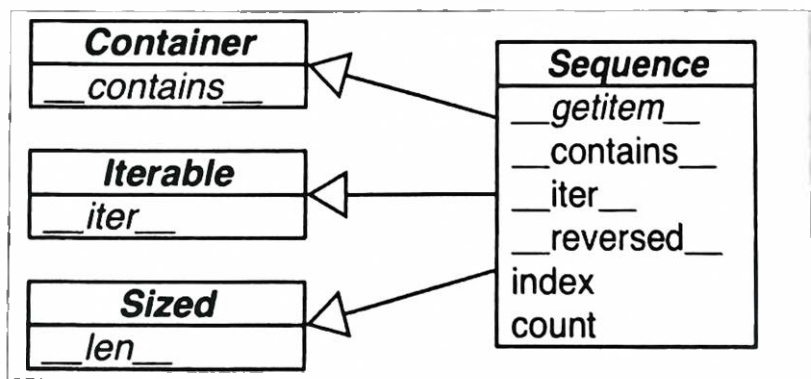 Container
__contains__
Iterable
__iter__
Sized
__len__
Sequence
__getitem__
__contains__
__iter__
__reversed__
index
count